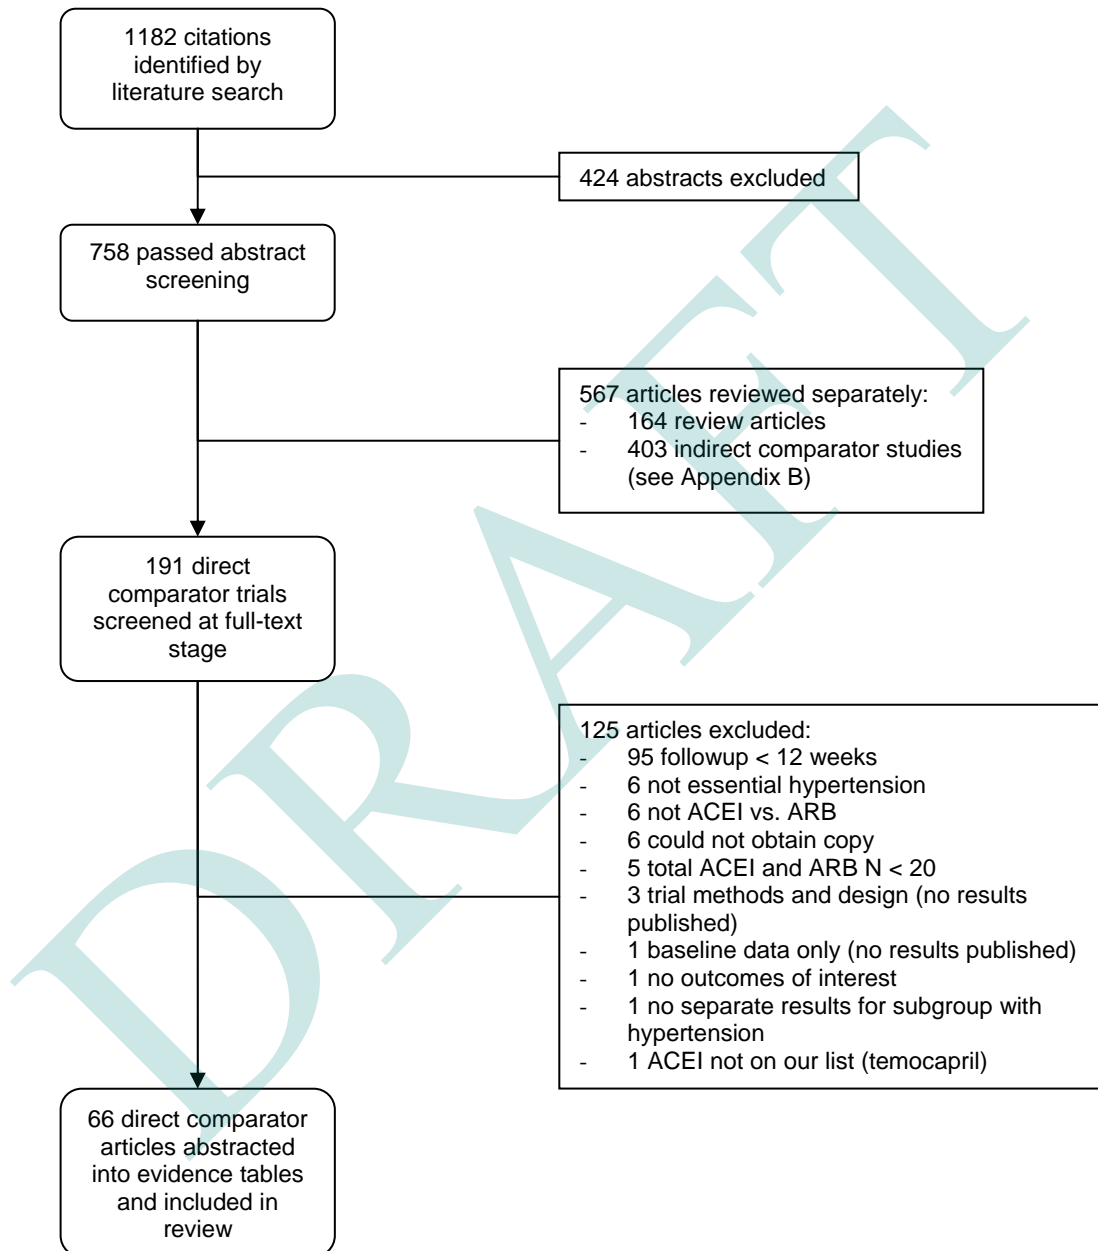 1182 citations
identified by
literature search
424 abstracts excluded
758 passed abstract
screening
567 articles reviewed separately:
- 164 review articles
- 403 indirect comparator studies
(see Appendix B)
191 direct
comparator trials
screened at full-text
stage
125 articles excluded:
- 95 followup < 12 weeks
- 6 not essential hypertension
- 6 not ACEI vs. ARB
- 6 could not obtain copy
- 5 total ACEI and ARB N < 20
- 3 trial methods and design (no results
published)
- 1 baseline data only (no results published)
- 1 no outcomes of interest
- 1 no separate results for subgroup with
hypertension
- 1 ACEI not on our list (temocapril)
66 direct comparator
articles abstracted
into evidence tables
and included in
review
DRAFT